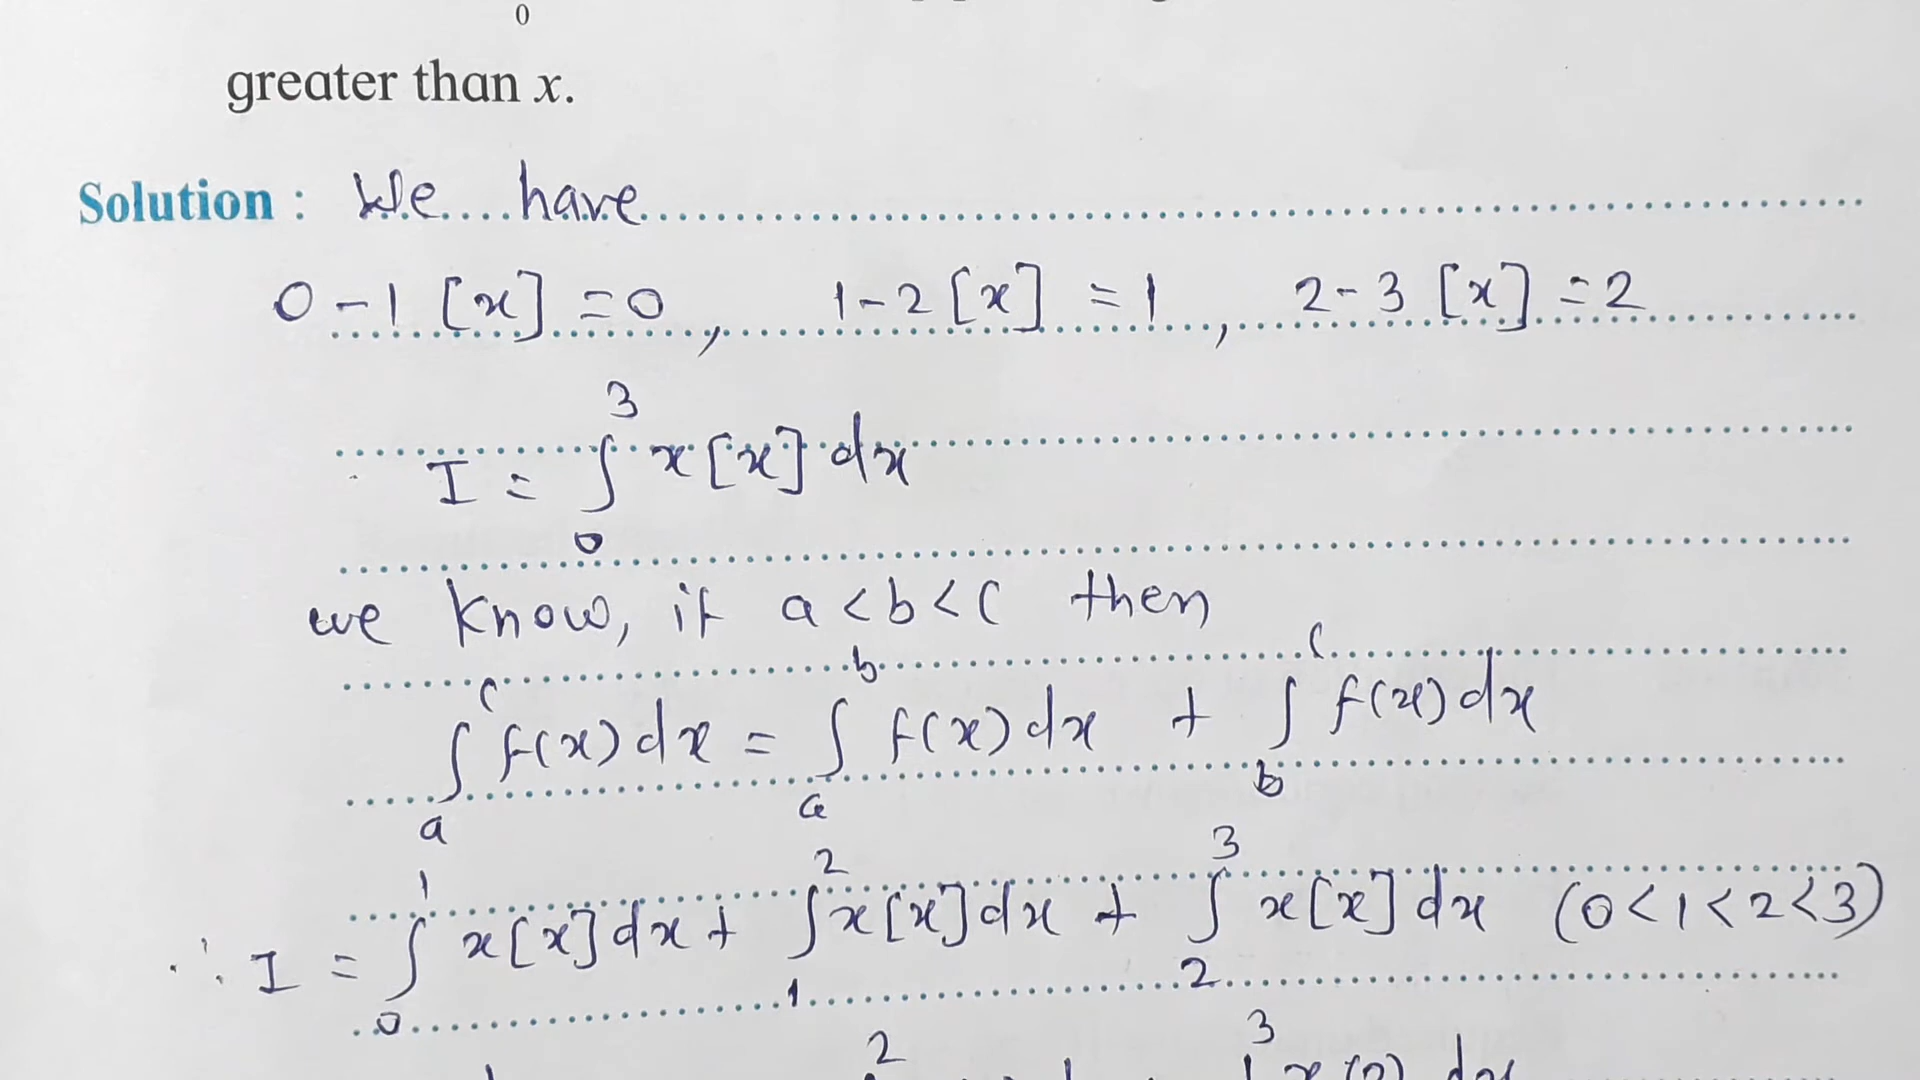 0
greater than x.
Solution : We have
0-1 [x] = 0 , 1-2 [x] = 1 , 2-3 [x] = 2
3
I = ∫ x[x] dx
0
we know, if a < b < c then
c b c
∫ f(x) dx = ∫ f(x) dx + ∫ f(x) dx
a a b
1 2 3
∴ I = ∫ x[x] dx + ∫ x[x] dx + ∫ x[x] dx (0<1<2<3)
0 1 2
2 3